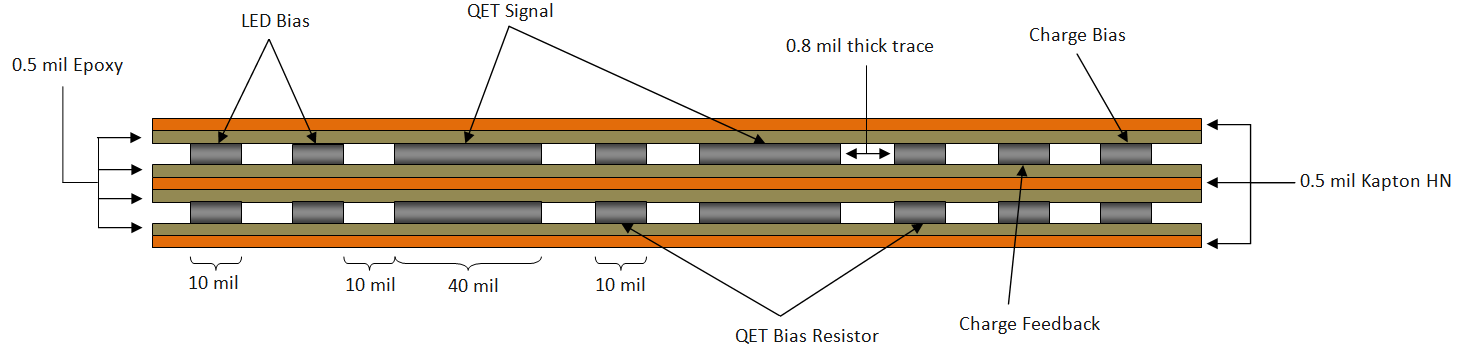 LED Bias
QET Signal
0.8 mil thick trace
Charge Bias
0.5 mil Epoxy
0.5 mil Kapton HN
10 mil
10 mil
40 mil
10 mil
QET Bias Resistor
Charge Feedback